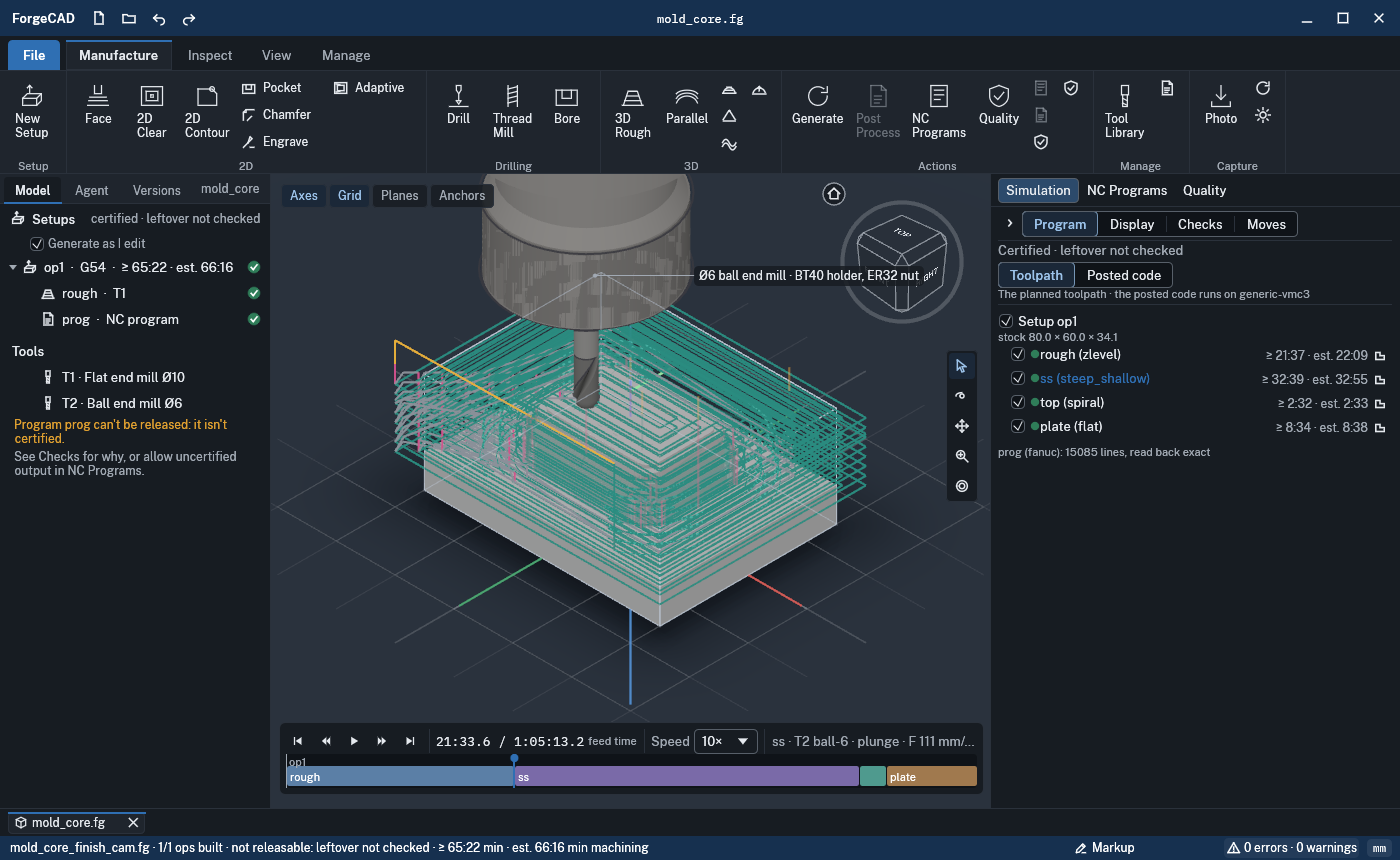 ForgeCAD
mold_core.fg
File
Manufacture
Inspect
View
Manage
New Setup
Face
2D Clear
2D Contour
Pocket
Chamfer
Engrave
Adaptive
Drill
Thread Mill
Bore
3D Rough
Parallel
Generate
Post Process
NC Programs
Quality
Tool Library
Photo
Setup
2D
Drilling
3D
Actions
Manage
Capture
Model
Agent
Versions
mold_core
Setups
certified · leftover not checked
Generate as I edit
op1 · G54 · ≥ 65:22 · est. 66:16
rough · T1
prog · NC program
Tools
T1 · Flat end mill Ø10
T2 · Ball end mill Ø6
Program prog can't be released: it isn't
certified.
See Checks for why, or allow uncertified
output in NC Programs.
Axes
Grid
Planes
Anchors
TOP
Ø6 ball end mill · BT40 holder, ER32 nut
21:33.6 / 1:05:13.2 feed time
Speed
10×
ss · T2 ball-6 · plunge · F 111 mm/...
op1
rough
ss
plate
Simulation
NC Programs
Quality
Program
Display
Checks
Moves
Certified · leftover not checked
Toolpath
Posted code
The planned toolpath · the posted code runs on generic-vmc3
Setup op1
stock 80.0 × 60.0 × 34.1
rough (zlevel)
≥ 21:37 · est. 22:09
ss (steep_shallow)
≥ 32:39 · est. 32:55
top (spiral)
≥ 2:32 · est. 2:33
plate (flat)
≥ 8:34 · est. 8:38
prog (fanuc): 15085 lines, read back exact
mold_core.fg
mold_core_finish_cam.fg · 1/1 ops built · not releasable: leftover not checked · ≥ 65:22 min · est. 66:16 min machining
Markup
0 errors · 0 warnings
mm